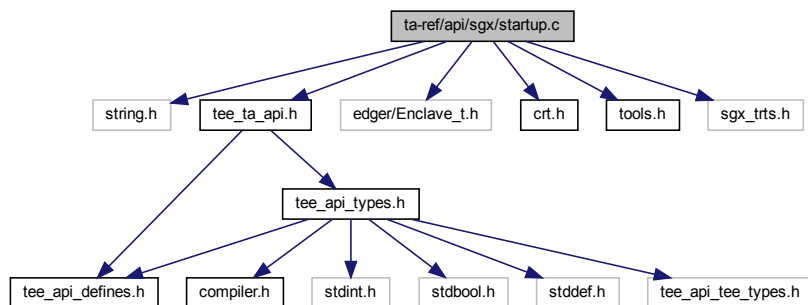 ta-ref/api/sgx/startup.c
string.h
tee_ta_api.h
edger/Enclave_t.h
crt.h
tools.h
sgx_trts.h
tee_api_types.h
tee_api_defines.h
compiler.h
stdint.h
stdbool.h
stddef.h
tee_api_tee_types.h